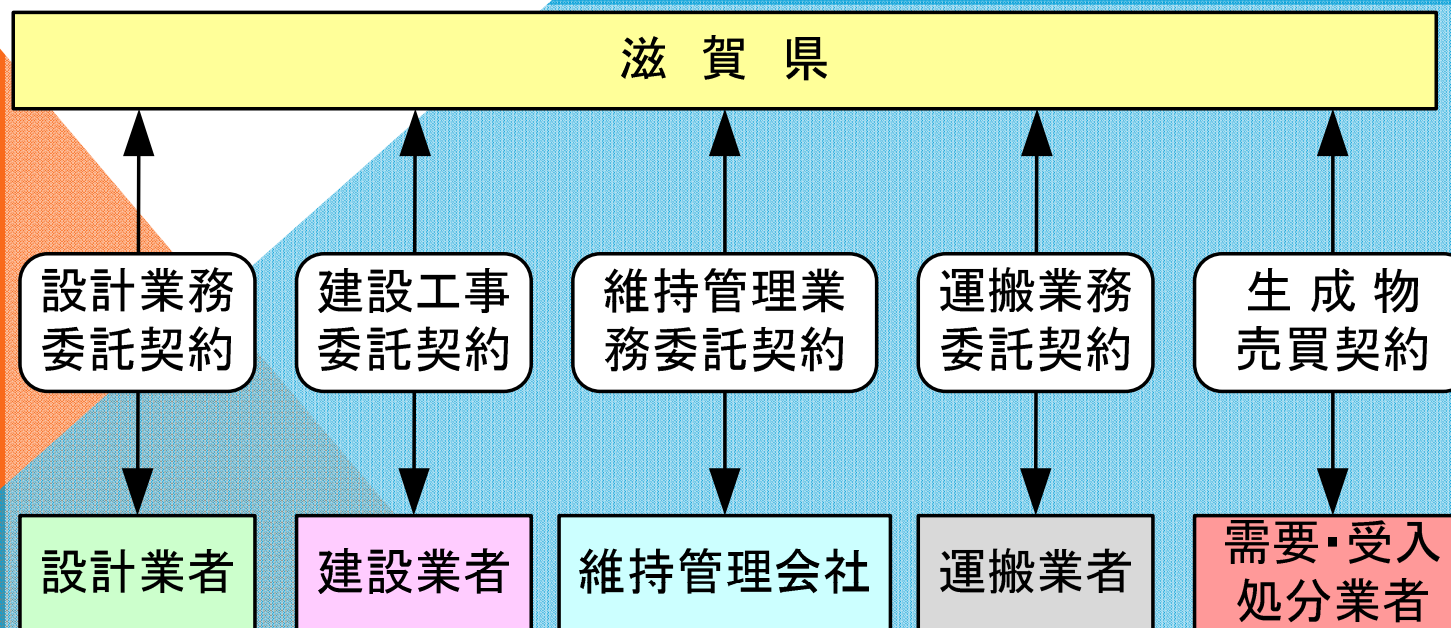 滋 賀 県
設計業務
委託契約
建設工事
委託契約
維持管理業
務委託契約
運搬業務
委託契約
生 成 物
売買契約
設計業者
建設業者
維持管理会社
運搬業者
需要・受入
処分業者